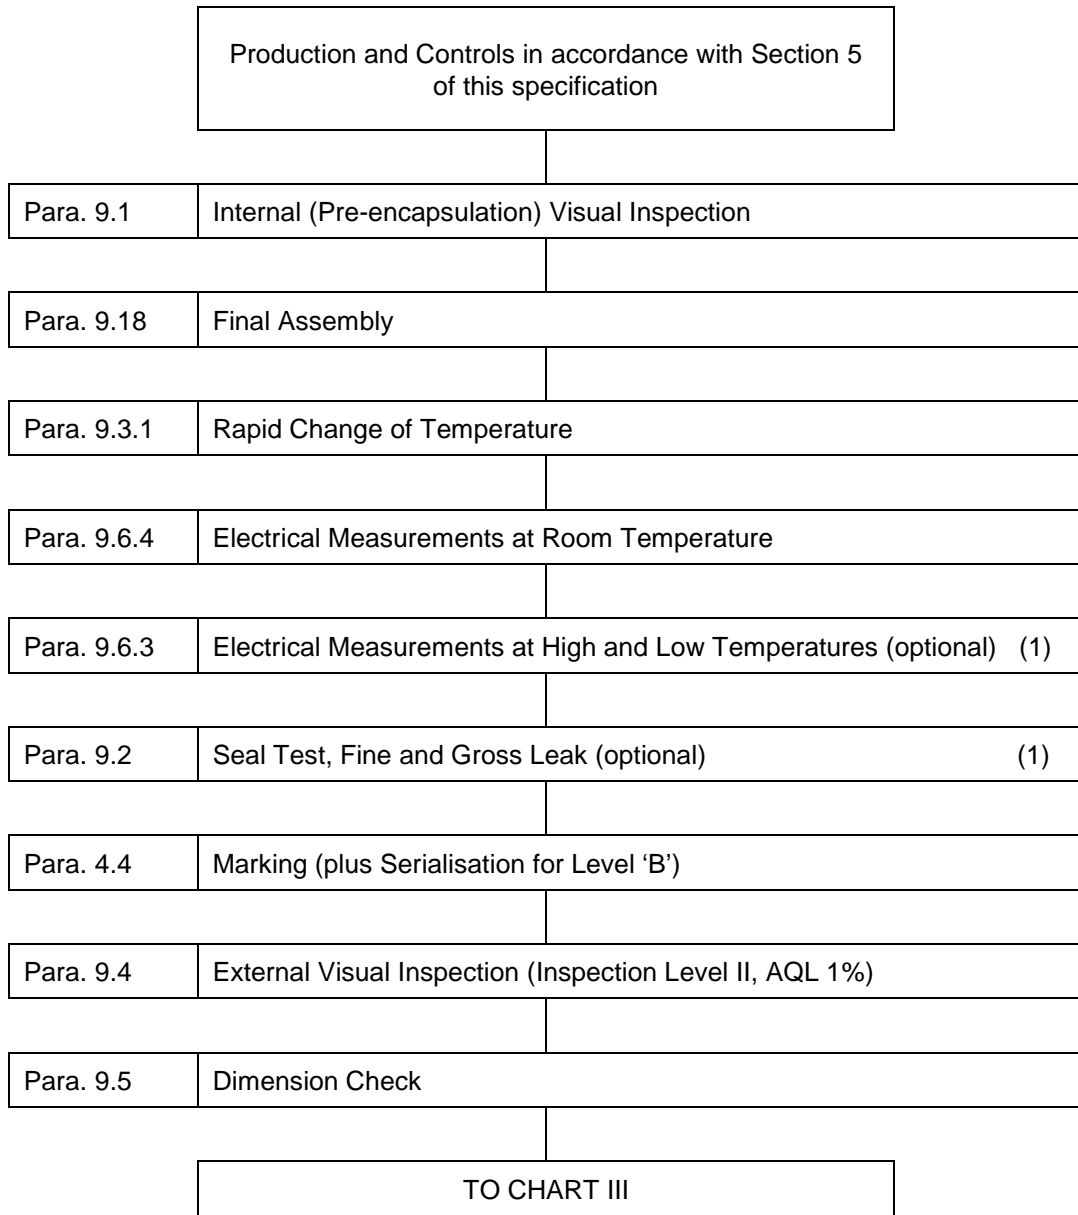 Production and Controls in accordance with Section 5
of this specification
Para. 9.1 Internal (Pre-encapsulation) Visual Inspection
Para. 9.18 Final Assembly
Para. 9.3.1 Rapid Change of Temperature
Para. 9.6.4 Electrical Measurements at Room Temperature
Para. 9.6.3 Electrical Measurements at High and Low Temperatures (optional) (1)
Para. 9.2 Seal Test, Fine and Gross Leak (optional) (1)
Para. 4.4 Marking (plus Serialisation for Level ‘B’)
Para. 9.4 External Visual Inspection (Inspection Level II, AQL 1%)
Para. 9.5 Dimension Check
TO CHART III